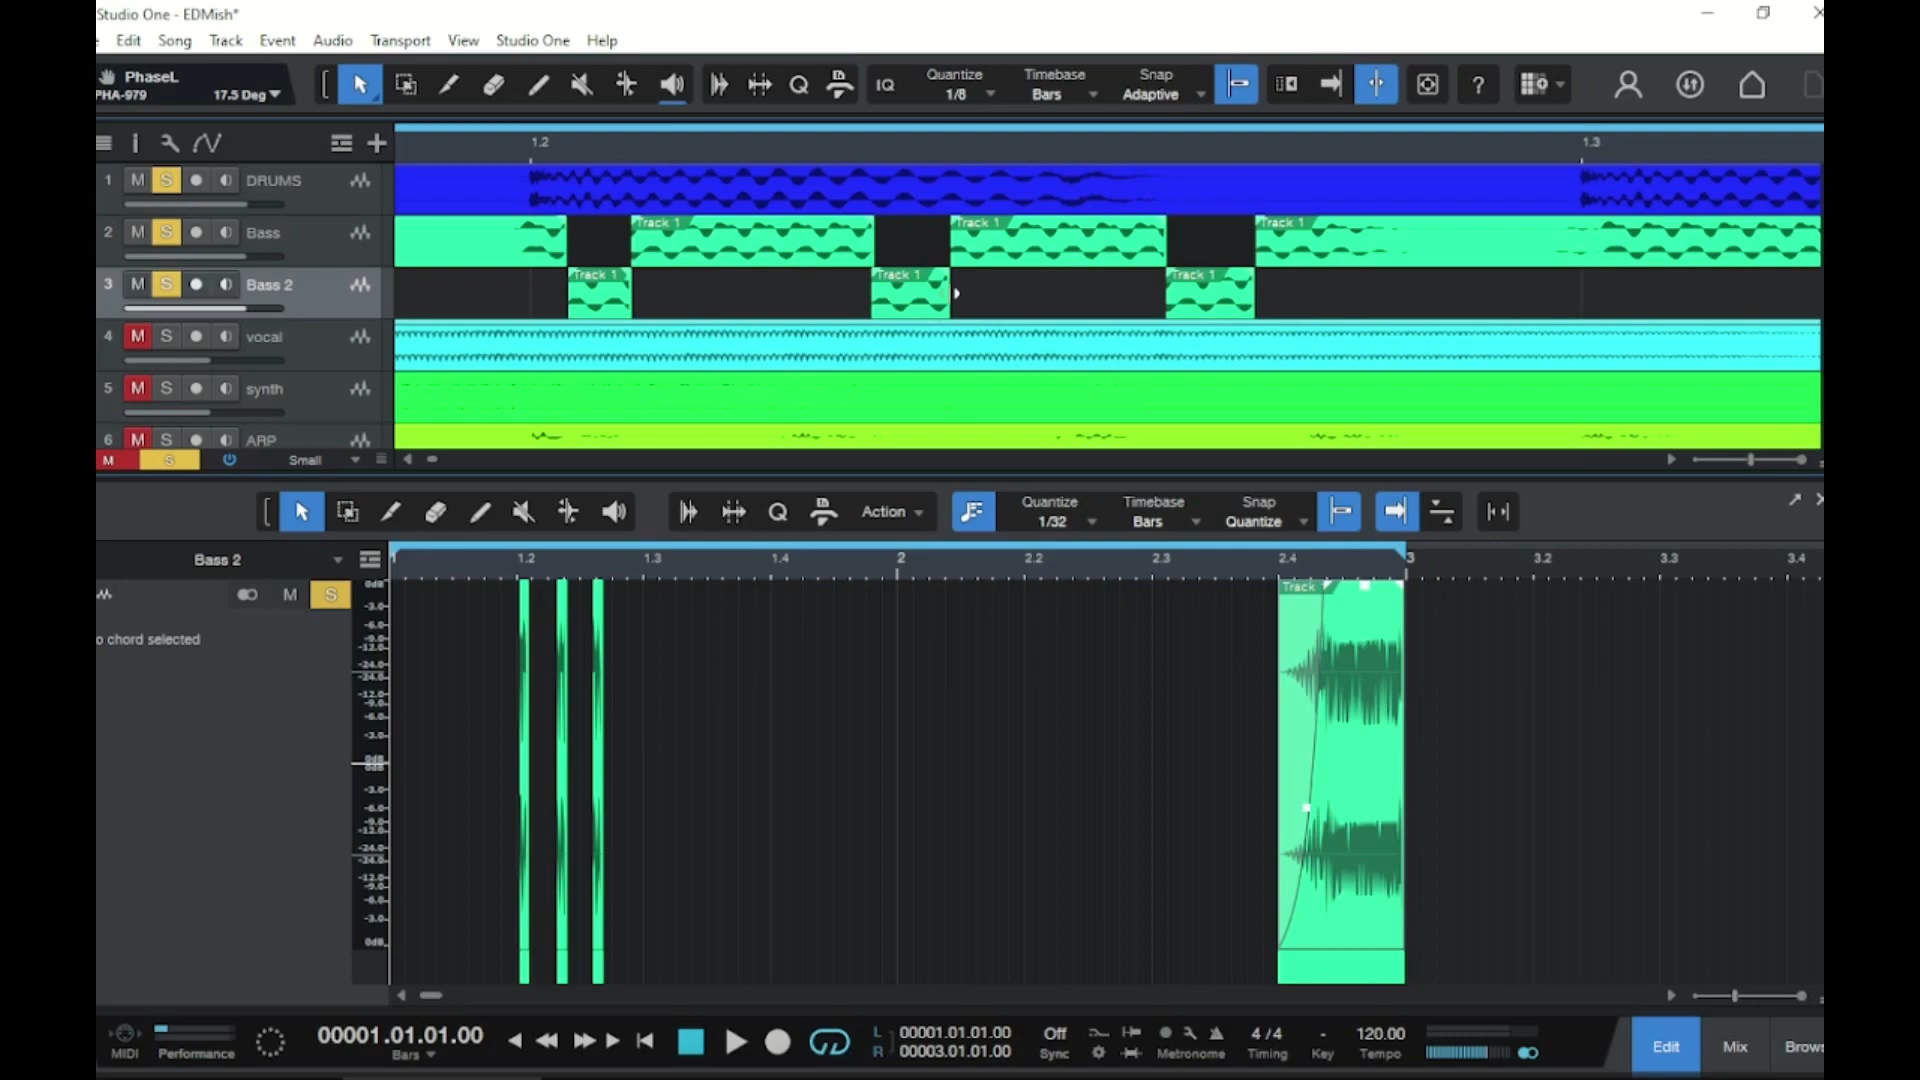 Studio One - EDMish*
Edit Song Track Event Audio Transport View Studio One Help
PhaseL
PHA-979 17.5 Deg
IQ Quantize 1/8 Timebase Bars Snap Adaptive ?
1.2 1.3
1 M S DRUMS
2 M S Bass
Track 1 Track 1 Track 1
3 M S Bass 2
Track 1 Track 1 Track 1
4 M S vocal
5 M S synth
6 M S ARP
M S Small
Action Quantize 1/32 Timebase Bars Snap Quantize
Bass 2
1.2 1.3 1.4 2 2.2 2.3 2.4 3 3.2 3.3 3.4
M S
o chord selected
Track
0dB
-3.0
-6.0
-9.0
-12.0
-24.0
-24.0
-12.0
-9.0
-6.0
-3.0
0dB
0dB
-3.0
-6.0
-9.0
-12.0
-24.0
-24.0
-12.0
-9.0
-6.0
-3.0
0dB
MIDI Performance
00001.01.01.00
Bars
L 00001.01.01.00
R 00003.01.01.00
Off
Sync
Metronome
4 / 4
Timing
-
Key
120.00
Tempo
Edit Mix Brow